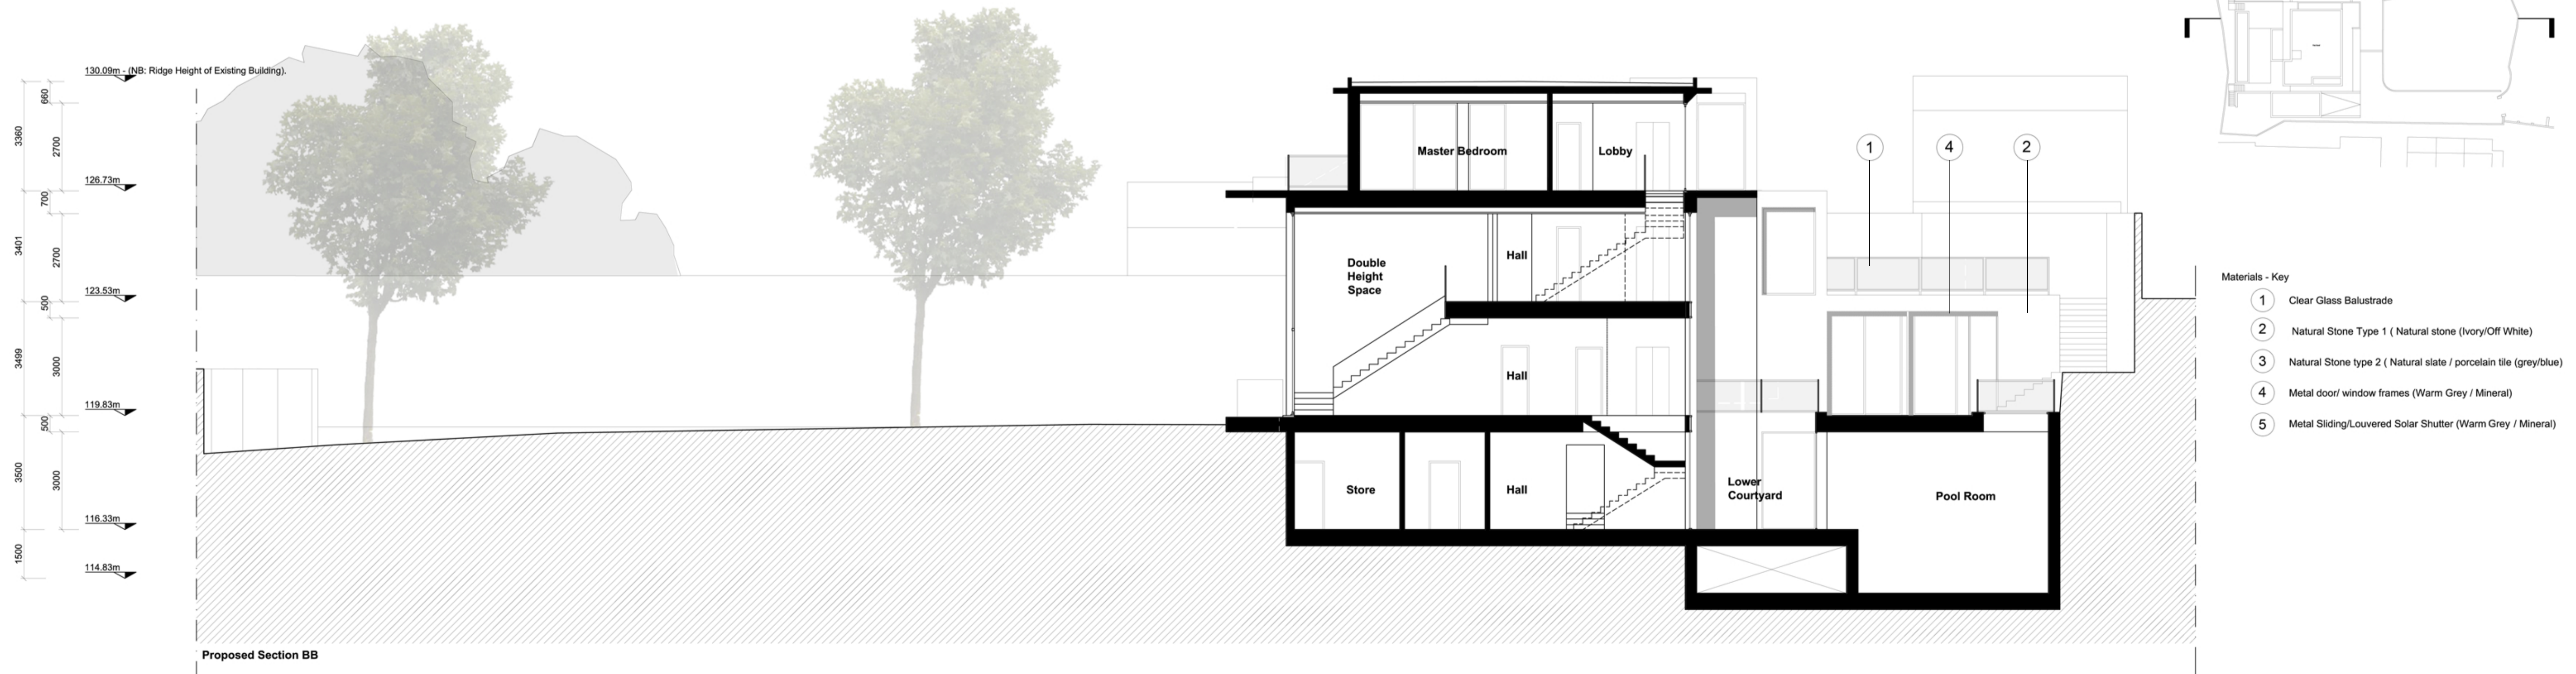 130.09m - (NB: Ridge Height of Existing Building).
660
3360
2700
126.73m
700
3401
2700
123.53m
500
3499
3000
119.83m
500
3500
3000
116.33m
1500
114.83m
Master Bedroom
Lobby
Double
Height
Space
Hall
Hall
Store
Hall
Lower
Courtyard
Pool Room
1
4
2
Materials - Key
1 Clear Glass Balustrade
2 Natural Stone Type 1 ( Natural stone (Ivory/Off White)
3 Natural Stone type 2 ( Natural slate / porcelain tile (grey/blue)
4 Metal door/ window frames (Warm Grey / Mineral)
5 Metal Sliding/Louvered Solar Shutter (Warm Grey / Mineral)
Proposed Section BB